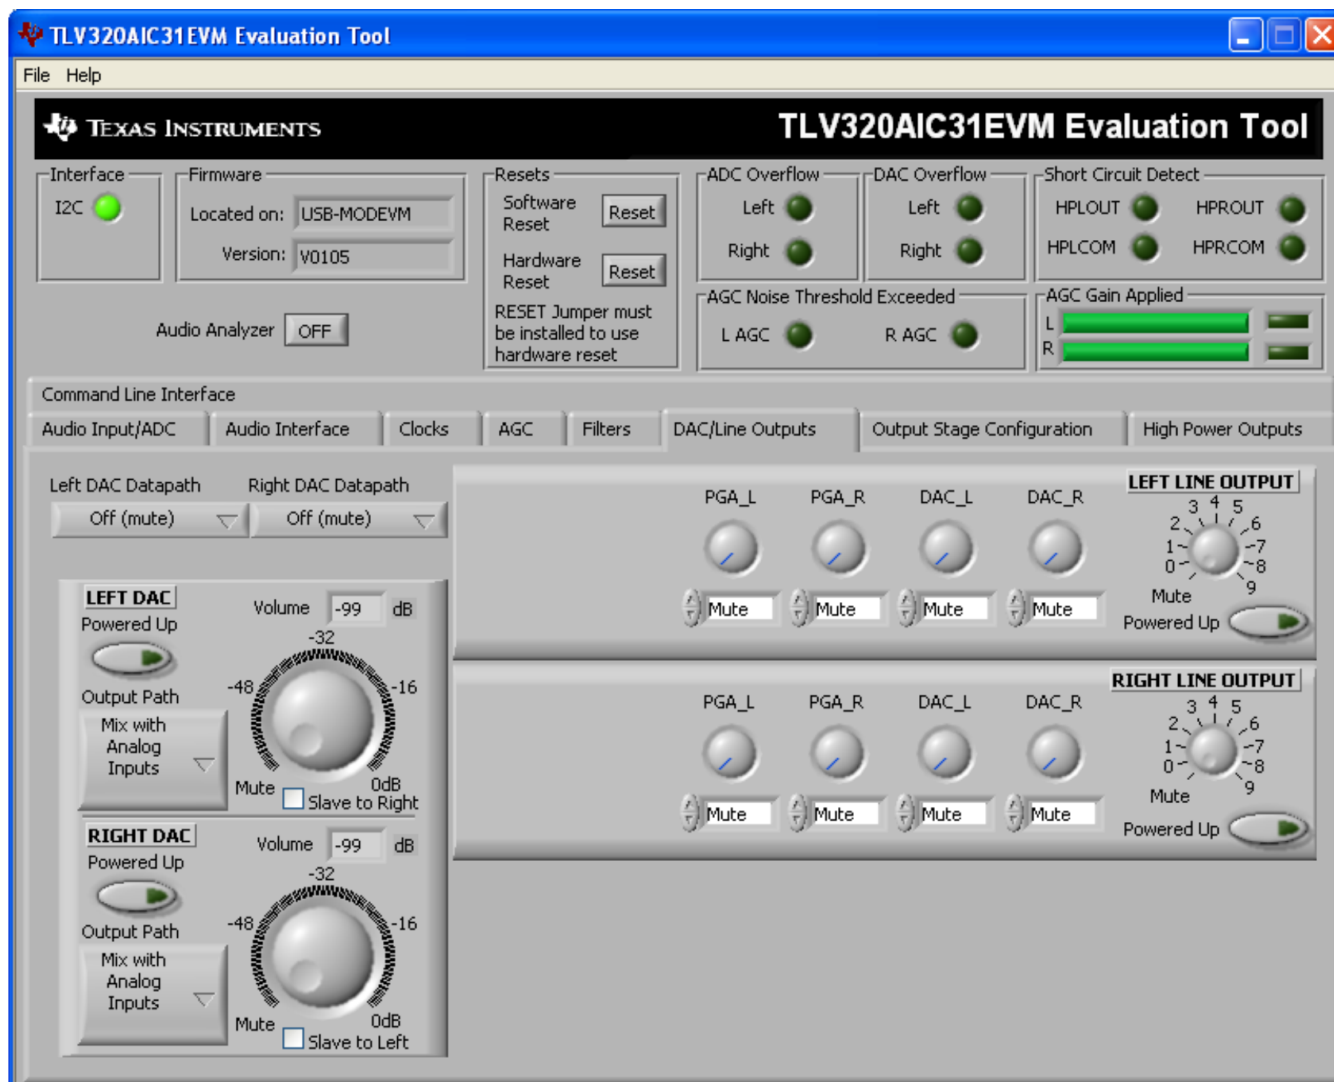 TLV320AIC31EVM Evaluation Tool
File Help
TEXAS INSTRUMENTS
TLV320AIC31EVM Evaluation Tool
Interface
I2C
Firmware
Located on: USB-MODEVM
Version: V0105
Audio Analyzer OFF
Resets
Software
Reset
Reset
Hardware
Reset
Reset
RESET Jumper must
be installed to use
hardware reset
ADC Overflow
Left
Right
DAC Overflow
Left
Right
Short Circuit Detect
HPLOUT HPROUT
HPLCOM HPRCOM
AGC Noise Threshold Exceeded
L AGC R AGC
AGC Gain Applied
L
R
Command Line Interface
Audio Input/ADC Audio Interface Clocks AGC Filters DAC/Line Outputs Output Stage Configuration High Power Outputs
Left DAC Datapath Right DAC Datapath
Off (mute) Off (mute)
LEFT DAC
Powered Up
Output Path
Mix with
Analog
Inputs
Volume -99 dB
-32
-48 -16
Mute 0dB
Slave to Right
RIGHT DAC
Powered Up
Output Path
Mix with
Analog
Inputs
Volume -99 dB
-32
-48 -16
Mute 0dB
Slave to Left
PGA_L PGA_R DAC_L DAC_R
Mute Mute Mute Mute
LEFT LINE OUTPUT
3 4 5
2 6
1 7
0 8
Mute 9
Powered Up
PGA_L PGA_R DAC_L DAC_R
Mute Mute Mute Mute
RIGHT LINE OUTPUT
3 4 5
2 6
1 7
0 8
Mute 9
Powered Up